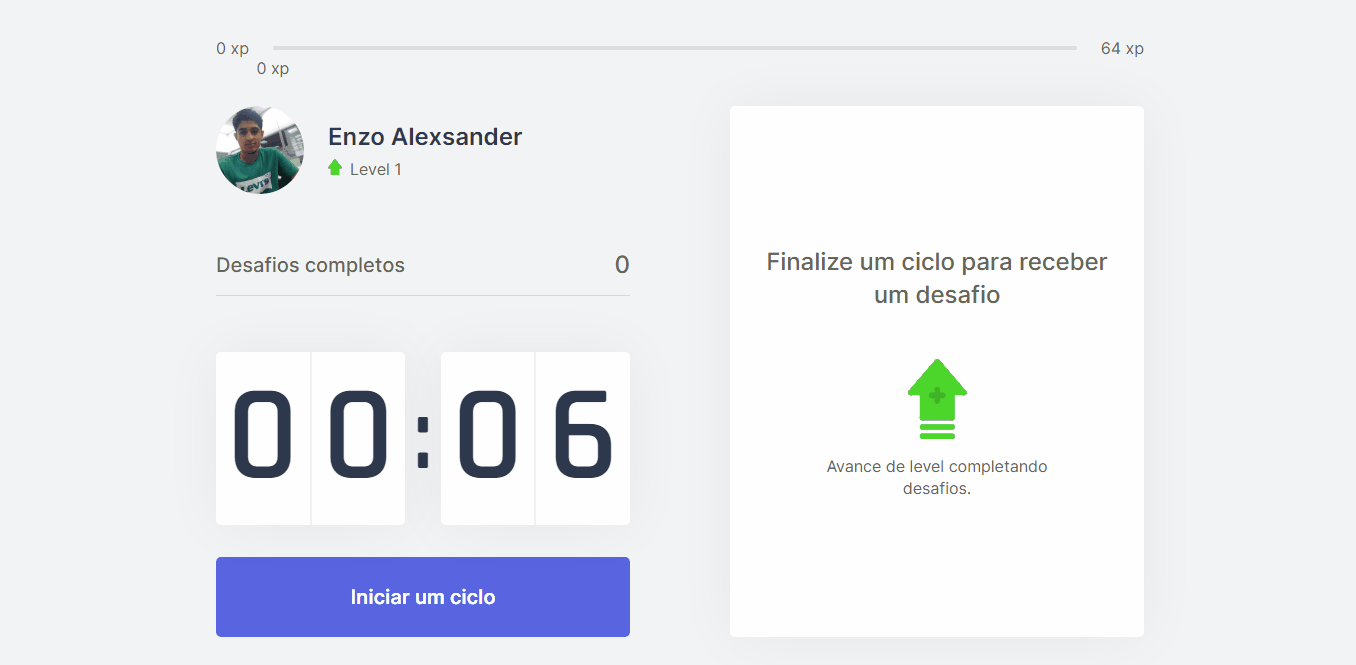 0 xp
64 xp
0 xp
Enzo Alexsander
Level 1
Desafios completos
0
00:06
Iniciar um ciclo
Finalize um ciclo para receber
um desafio
Avance de level completando
desafios.